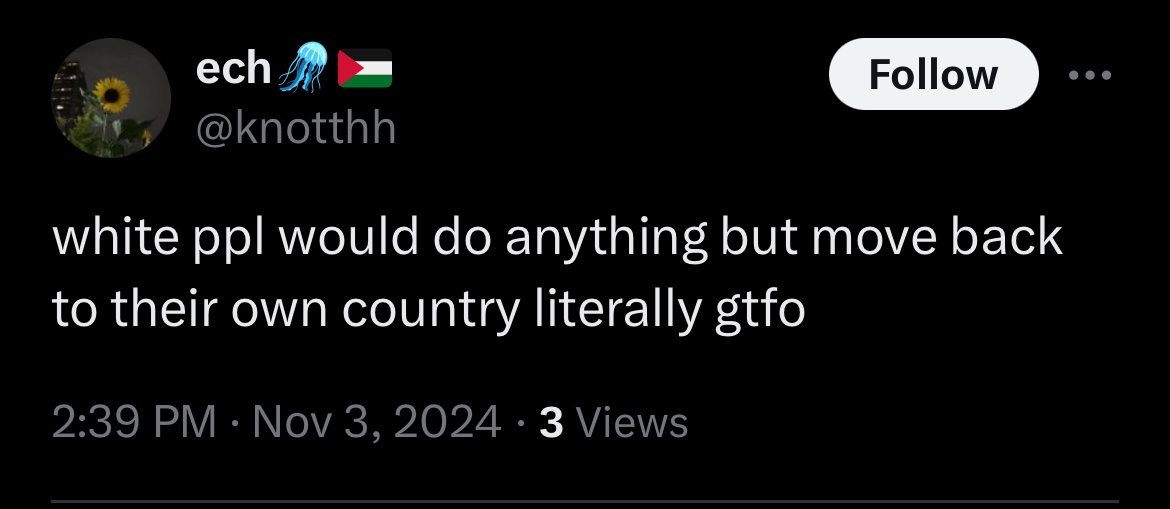 ech🪼🇵🇸
Follow
@knotthh
white ppl would do anything but move back
to their own country literally gtfo
2:39 PM · Nov 3, 2024 · 3 Views